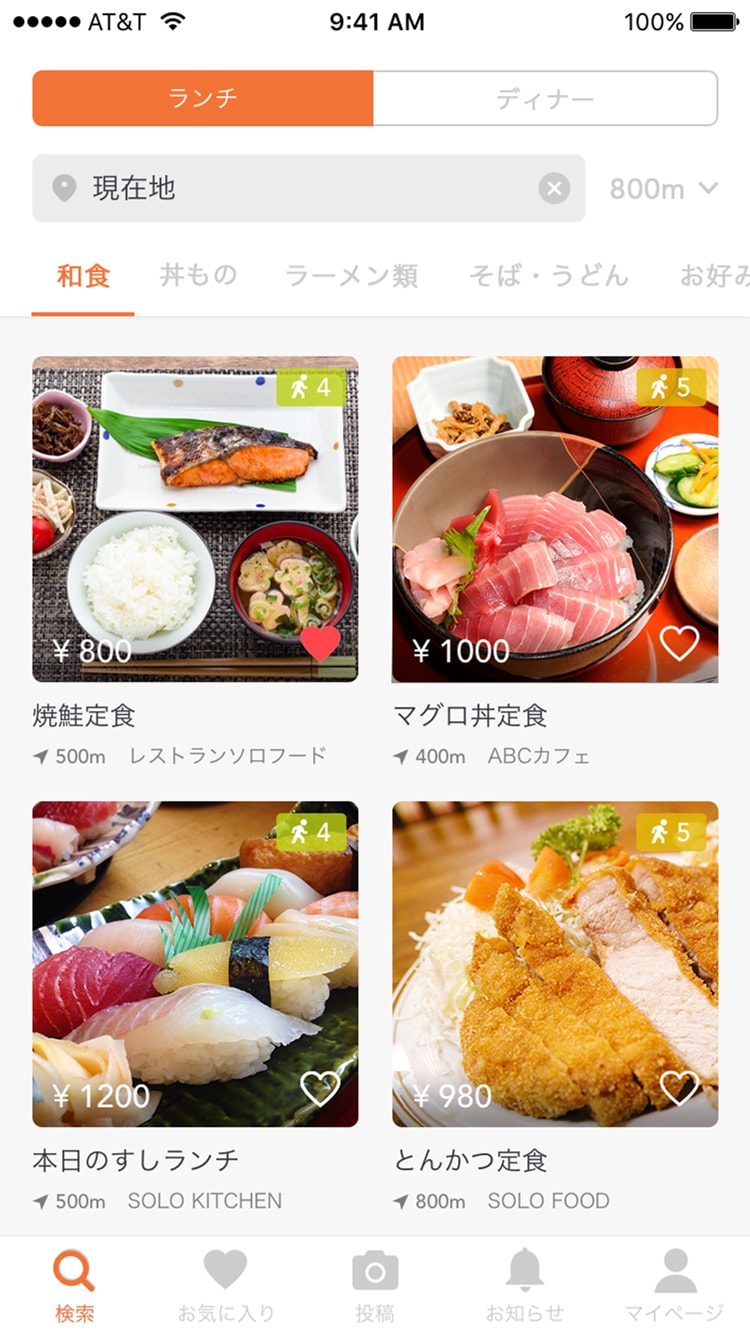 AT&T 9:41 AM 100%
ランチ ディナー
現在地 800m
和食 丼もの ラーメン類 そば・うどん お好み
4 5
¥ 800 ¥ 1000
焼鮭定食 マグロ丼定食
500m レストランソロフード 400m ABCカフェ
4 5
¥ 1200 ¥ 980
本日のすしランチ とんかつ定食
500m SOLO KITCHEN 800m SOLO FOOD
検索 お気に入り 投稿 お知らせ マイページ